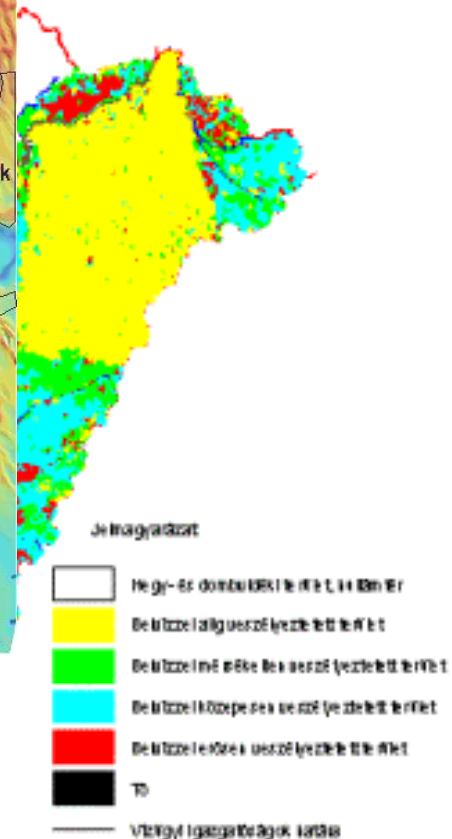 k
Jelmagyarázat
Hegy- és dombvidéki terület, hullámtér
Belvízzel alig veszélyeztetett terület
Belvízzel mérsékelten veszélyeztetett terület
Belvízzel közepesen veszélyeztetett terület
Belvízzel erősen veszélyeztetett terület
Tó
Vízügyi igazgatóságok határa